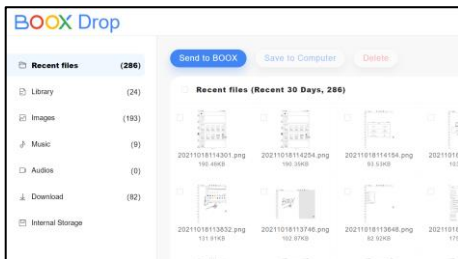 BOOX Drop
Recent files (286)
Library (24)
Images (193)
Music (9)
Audios (0)
Download (82)
Internal Storage
Send to BOOX Save to Computer Delete
Recent files (Recent 30 Days, 286)
20211018114301.png 20211018114254.png 20211018114154.png
190.46KB 190.35KB 93.53KB
20211018113832.png 20211018113746.png 20211018113648.png
131.91KB 102.97KB 82.92KB